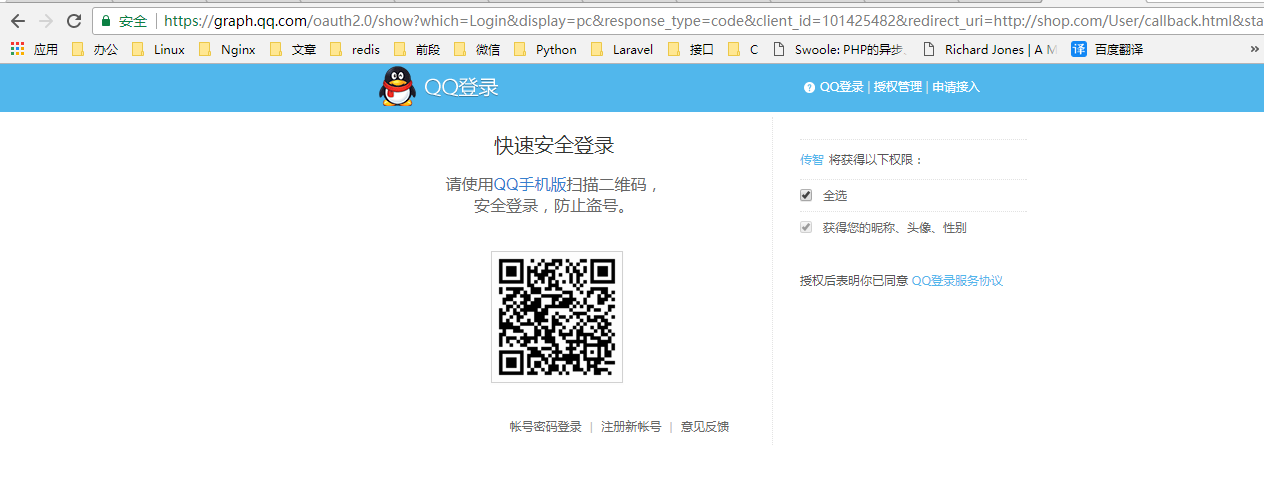 安全 https://graph.qq.com/oauth2.0/show?which=Login&display=pc&response_type=code&client_id=101425482&redirect_uri=http://shop.com/User/callback.html&sta
应用 办公 Linux Nginx 文章 redis 前段 微信 Python Laravel 接口 C Swoole: PHP的异步 Richard Jones | A M 译 百度翻译 »
QQ登录 ? QQ登录 | 授权管理 | 申请接入
快速安全登录
请使用QQ手机版扫描二维码，
安全登录，防止盗号。
帐号密码登录 | 注册新帐号 | 意见反馈
传智 将获得以下权限：
全选
获得您的昵称、头像、性别
授权后表明你已同意 QQ登录服务协议